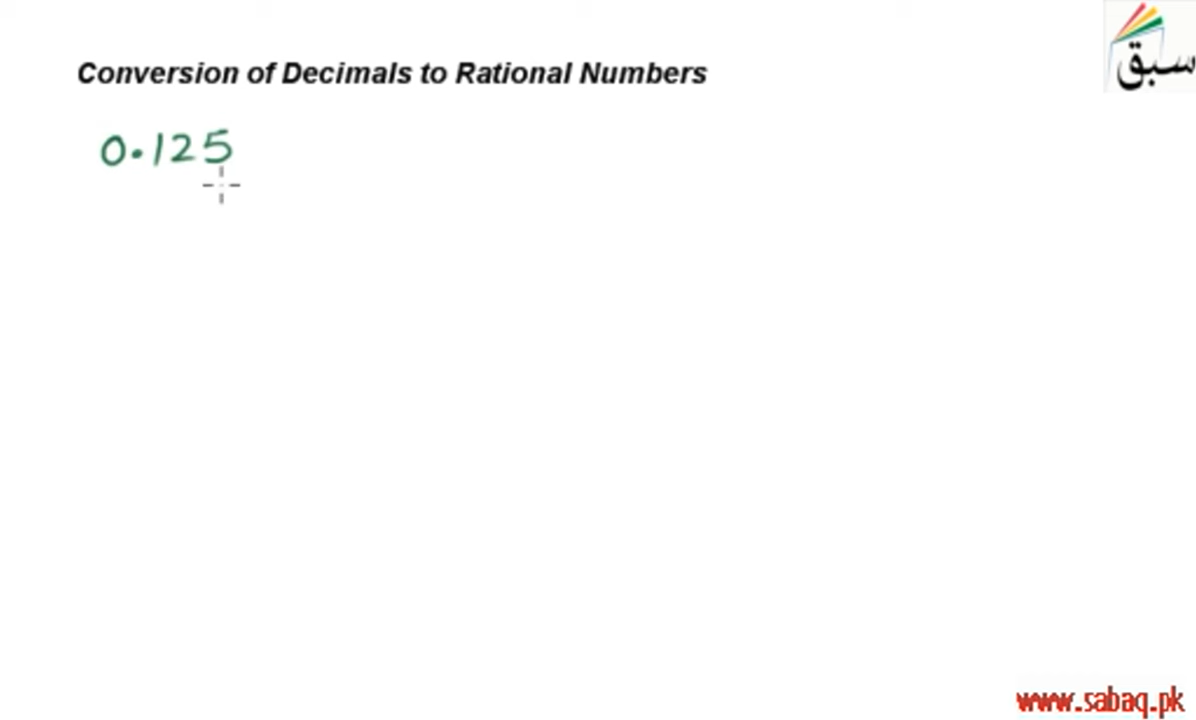 سبق
Conversion of Decimals to Rational Numbers
0.125
www.sabaq.pk